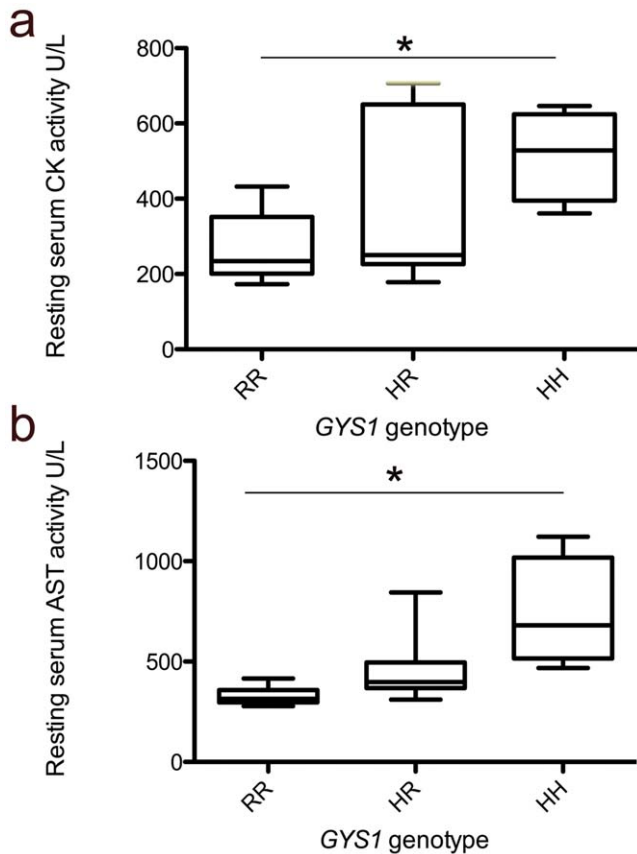 a
Resting serum CK activity U/L
800
600
400
200
0
*
RR
HR
HH
GYS1 genotype
b
Resting serum AST activity U/L
1500
1000
500
0
*
RR
HR
HH
GYS1 genotype